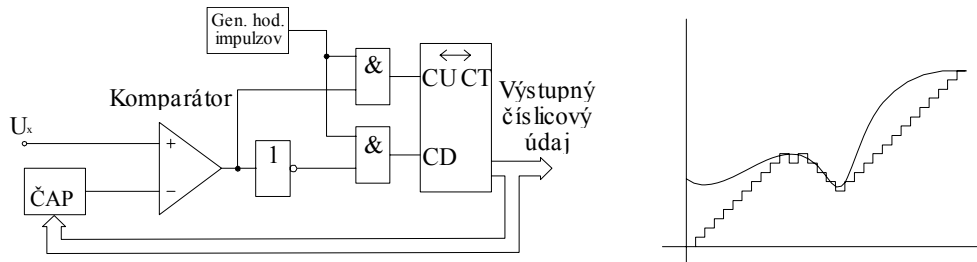 Gen. hod.
impulzov
&
CU CT
Komparátor
Výstupný
číslicový
údaj
Ux
+
1
&
CD
ČAP
−